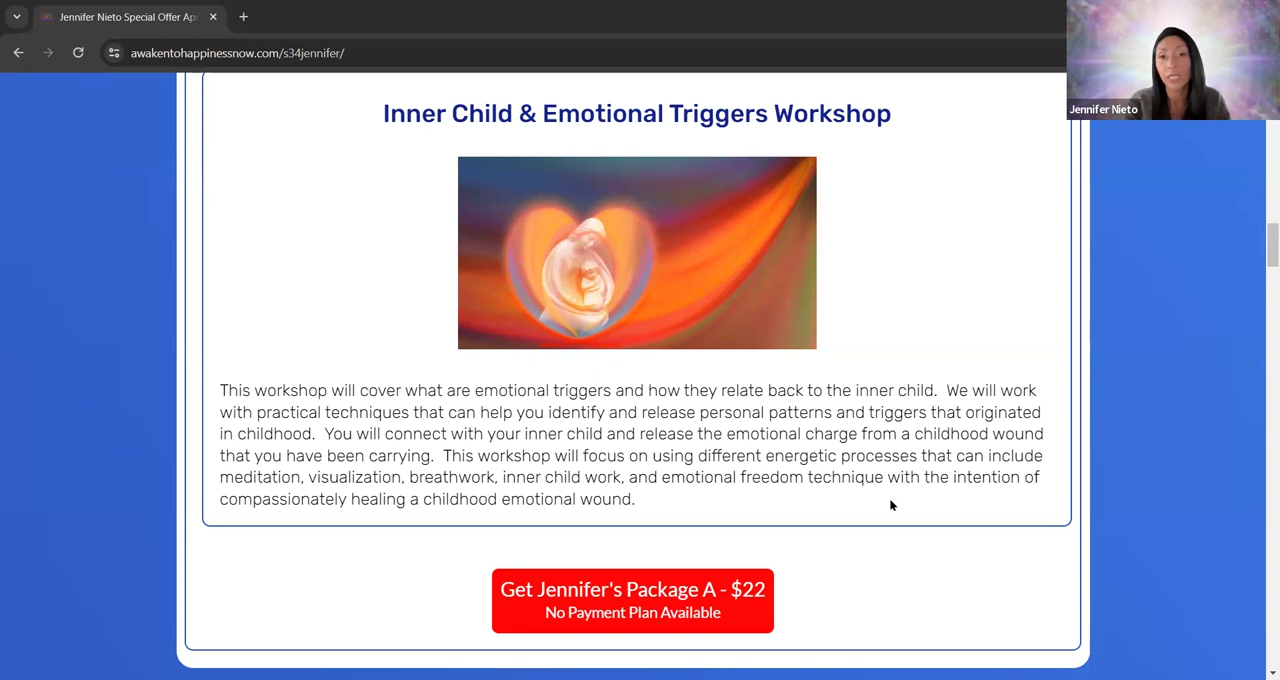 Jennifer Nieto Special Offer Ap
awakentohappinessnow.com/s34jennifer/
Jennifer Nieto
Inner Child & Emotional Triggers Workshop
This workshop will cover what are emotional triggers and how they relate back to the inner child.  We will work
with practical techniques that can help you identify and release personal patterns and triggers that originated
in childhood.  You will connect with your inner child and release the emotional charge from a childhood wound
that you have been carrying.  This workshop will focus on using different energetic processes that can include
meditation, visualization, breathwork, inner child work, and emotional freedom technique with the intention of
compassionately healing a childhood emotional wound.
Get Jennifer's Package A - $22
No Payment Plan Available